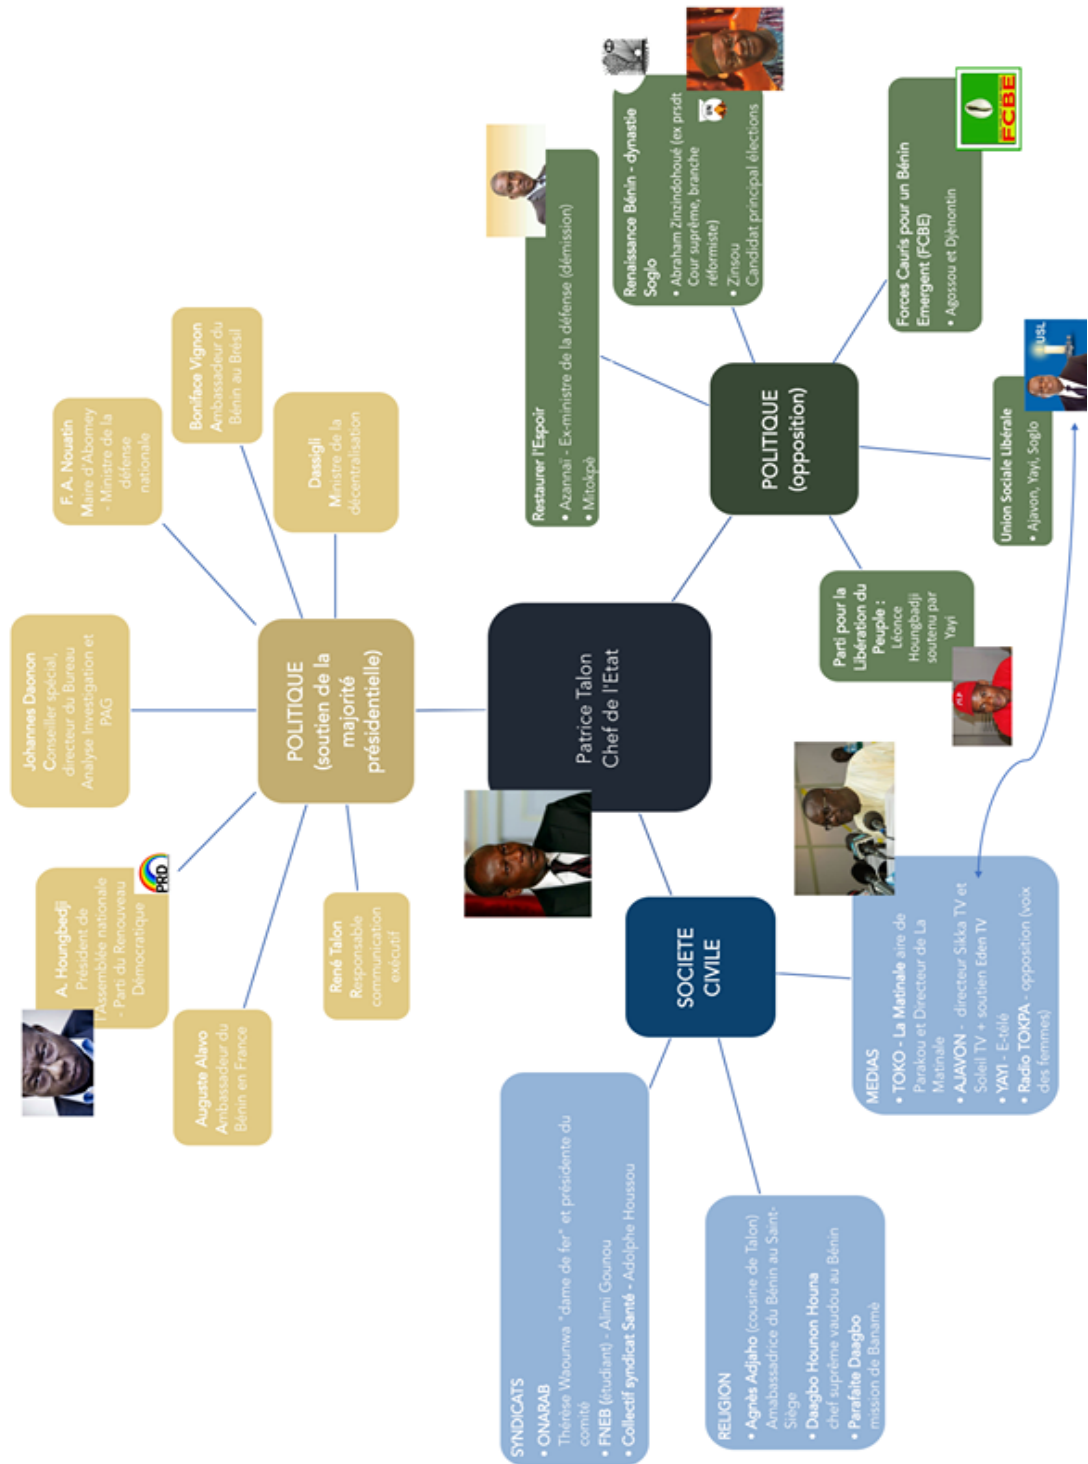 Patrice Talon
Chef de l'Etat
POLITIQUE
(soutien de la
majorité
présidentielle)
Auguste Alavo
Ambassadeur du
Bénin en France
A. Houngbedji
Président de
l'Assemblée nationale
- Parti du Renouveau
Démocratique
PRD
Johannes Daonon
Conseiller spécial,
directeur du Bureau
Analyse Investigation et
PAG
F. A. Nouatin
Maire d'Abomey
- Ministre de la
défense
nationale
Boniface Vignon
Ambassadeur du
Bénin au Brésil
René Talon
Responsable
communication
exécutif
Dassigli
Ministre de la
décentralisation
SOCIETE
CIVILE
SYNDICATS
• ONARAB
Thérèse Waounwa "dame de fer" et présidente du
comité
• FNEB (étudiant) - Alimi Gounou
• Collectif syndicat Santé - Adolphe Houssou
RELIGION
• Agnès Adjaho (cousine de Talon)
Amabassadrice du Bénin au Saint-
Siège
• Daagbo Hounon Houna
chef suprême vaudou au Bénin
• Parafaite Daagbo
mission de Banamè
MEDIAS
• TOKO - La Matinale aire de
Parakou et Directeur de La
Matinale
• AJAVON - directeur Sikka TV et
Soleil TV + soutien Eden TV
• YAYI - E-télé
• Radio TOKPA - opposition (voix
des femmes)
POLITIQUE
(opposition)
Restaurer l'Espoir
• Azannaï - Ex-ministre de la défense (démission)
• Mitokpè
Renaissance Bénin - dynastie
Soglo
• Abraham Zinzindohoué (ex prsdt
Cour suprême, branche
réformiste)
• Zinsou
Candidat principal élections
Forces Cauris pour un Bénin
Emergent (FCBE)
• Agossou et Djènontin
FCBE
Union Sociale Libérale
• Ajavon, Yayi, Soglo
USL
Parti pour la
Libération du
Peuple :
Léonce
Houngbadji
soutenu par
Yayi